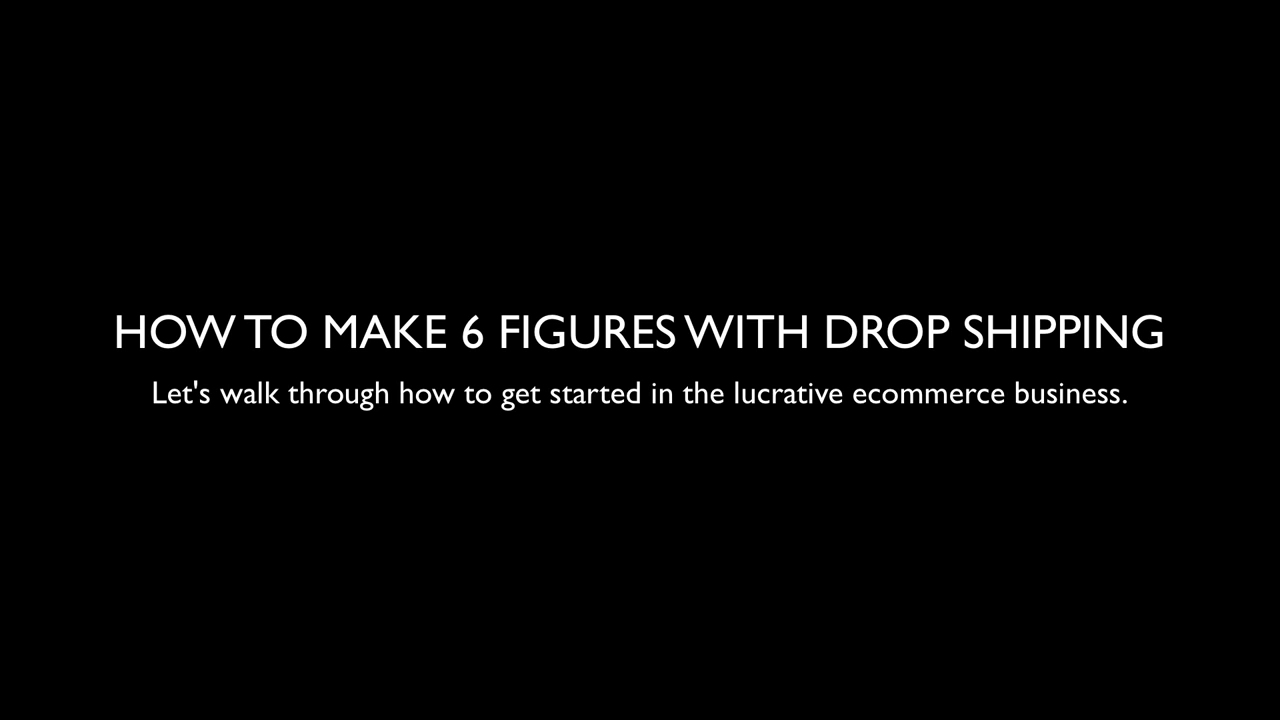 HOW TO MAKE 6 FIGURES WITH DROP SHIPPING
Let's walk through how to get started in the lucrative ecommerce business.